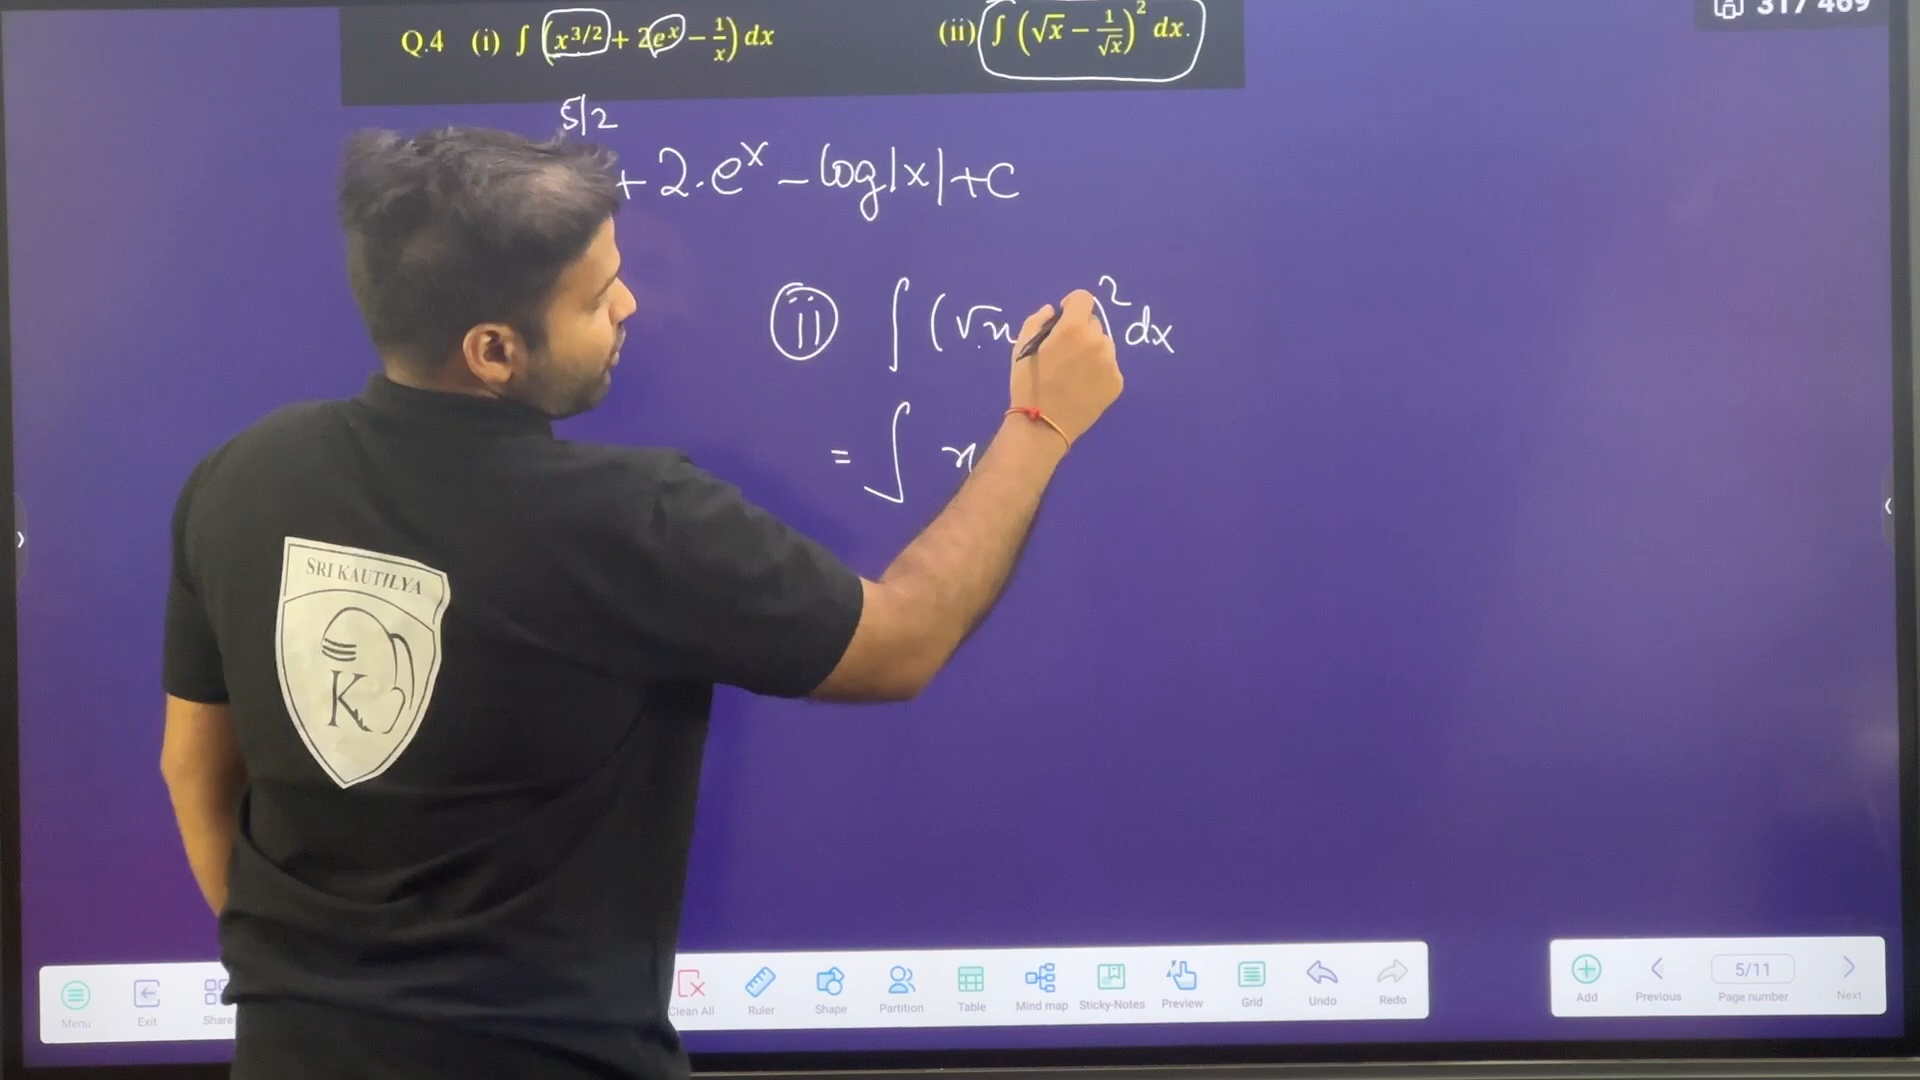 317 469
Q.4 (i) ∫ (x^{3/2} + 2e^x − 1/x) dx (ii) ∫ (√x − 1/√x)^2 dx.
5/2
+ 2.e^x − log|x| + c
(ii) ∫ (√x )^2 dx
= ∫ x
SRI KAUTILYA
K
Menu Exit Share Clean All Ruler Shape Partition Table Mind map Sticky-Notes Preview Grid Undo Redo Add Previous 5/11 Page number Next